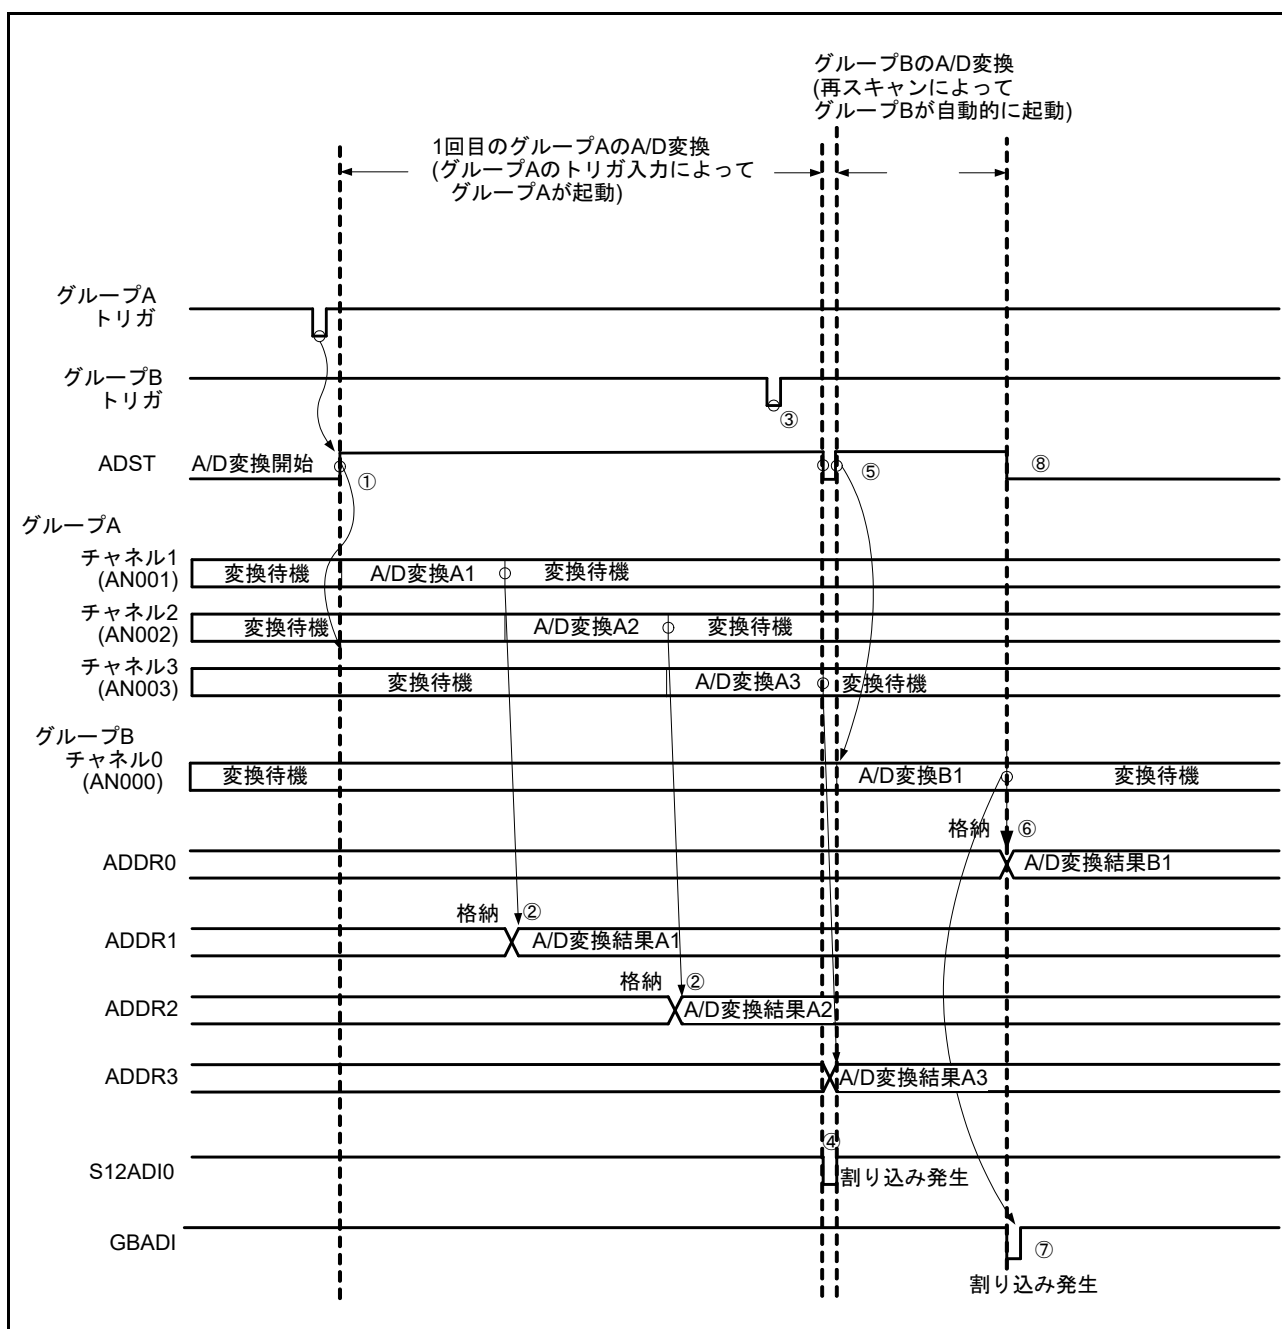 グループBのA/D変換
(再スキャンによって
グループBが自動的に起動)
1回目のグループAのA/D変換
(グループAのトリガ入力によって
グループAが起動)
グループA
トリガ
グループB
トリガ
③
ADST
A/D変換開始
①
⑤
⑧
グループA
チャネル1
(AN001)
変換待機
A/D変換A1
変換待機
チャネル2
(AN002)
変換待機
A/D変換A2
変換待機
チャネル3
(AN003)
変換待機
A/D変換A3
変換待機
グループB
チャネル0
(AN000)
変換待機
A/D変換B1
変換待機
格納 ⑥
ADDR0
A/D変換結果B1
格納 ②
ADDR1
A/D変換結果A1
格納 ②
ADDR2
A/D変換結果A2
ADDR3
A/D変換結果A3
④
S12ADI0
割り込み発生
GBADI
⑦
割り込み発生